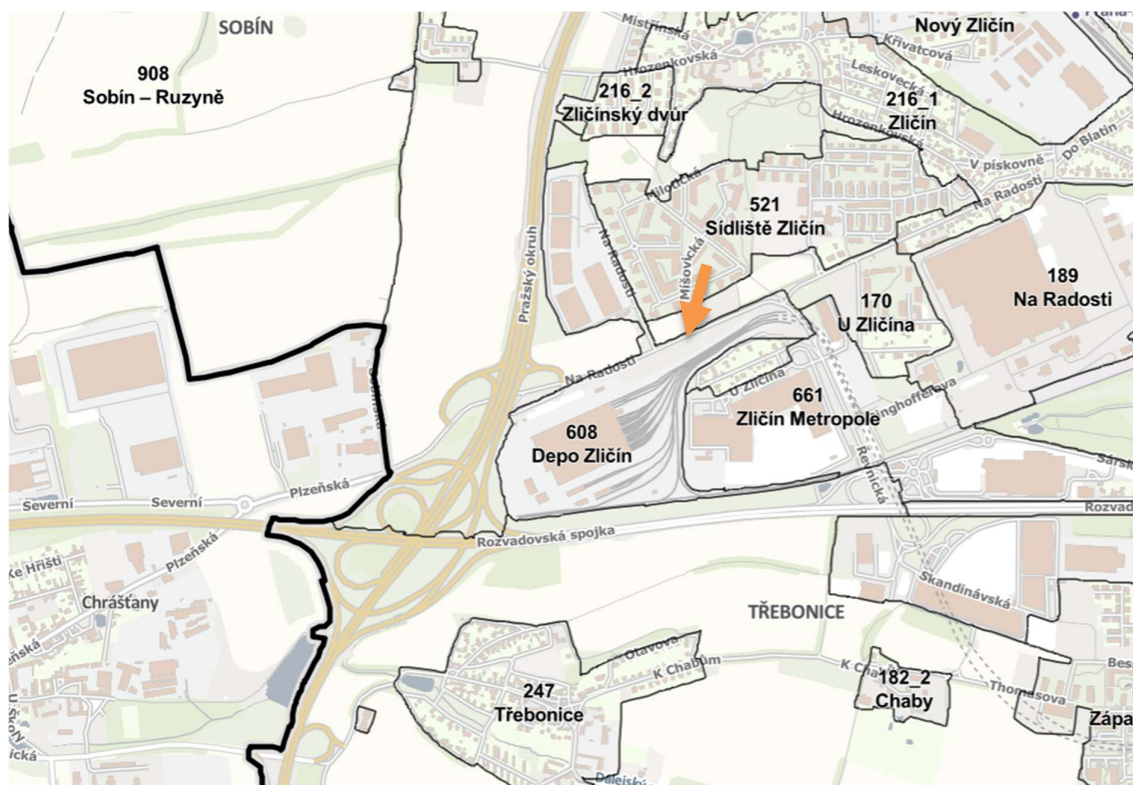 SOBÍN
908
Sobín – Ruzyně
Mistřínská
Nový Zličín
Křivatcová
Hrozenkovská
Leskovecká
216_2
Zličínský dvůr
216_1
Zličín
Hrozenkovská
Do Blatin
V pískovně
Milotická
521
Sídliště Zličín
Na Radosti
Na Radosti
Míšovická
Pražský okruh
189
Na Radosti
170
U Zličína
Na Radosti
U Zličína
661
Zličín Metropole
608
Depo Zličín
Sobínská
Řevnická
Plzeňská
Severní
Severní
Rozvadovská spojka
Ke Hřišti
Plzeňská
Chrášťany
Skandinávská
TŘEBONICE
Otavova
K Chabům
247
Třebonice
182_2
Chaby
Thomasova